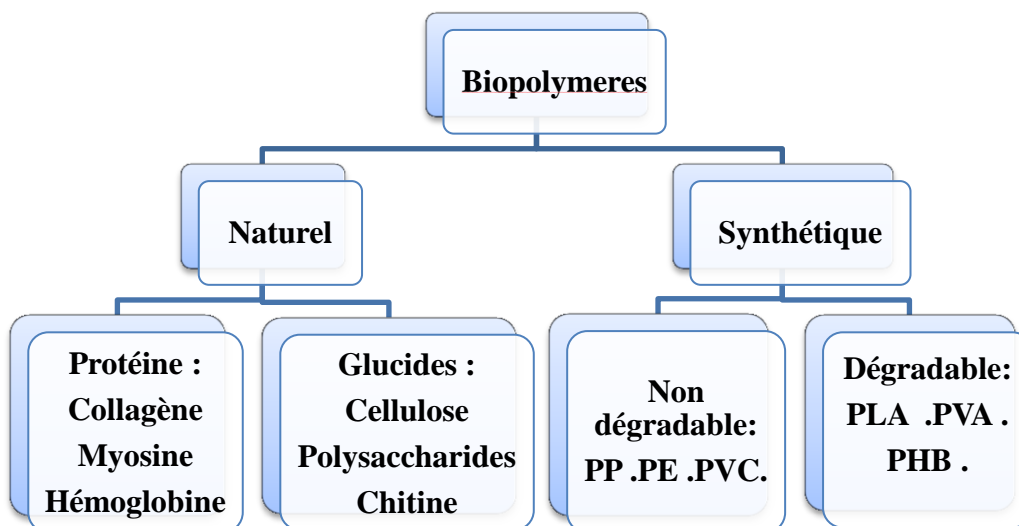 Biopolymeres
Naturel
Synthétique
Protéine :
Collagène
Myosine
Hémoglobine
Glucides :
Cellulose
Polysaccharides
Chitine
Non
dégradable:
PP .PE .PVC.
Dégradable:
PLA .PVA .
PHB .